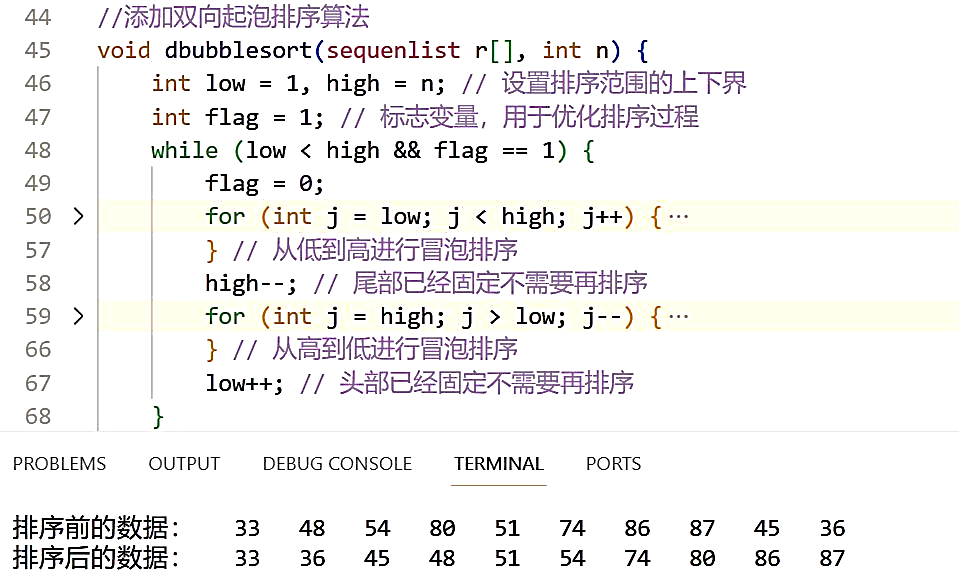 44 //添加双向起泡排序算法
45 void dbubblesort(sequenlist r[], int n) {
46 int low = 1, high = n; // 设置排序范围的上下界
47 int flag = 1; // 标志变量，用于优化排序过程
48 while (low < high && flag == 1) {
49 flag = 0;
50 > for (int j = low; j < high; j++) {···
57 } // 从低到高进行冒泡排序
58 high--; // 尾部已经固定不需要再排序
59 > for (int j = high; j > low; j--) {···
66 } // 从高到低进行冒泡排序
67 low++; // 头部已经固定不需要再排序
68 }
PROBLEMS OUTPUT DEBUG CONSOLE TERMINAL PORTS
排序前的数据: 33 48 54 80 51 74 86 87 45 36
排序后的数据: 33 36 45 48 51 54 74 80 86 87